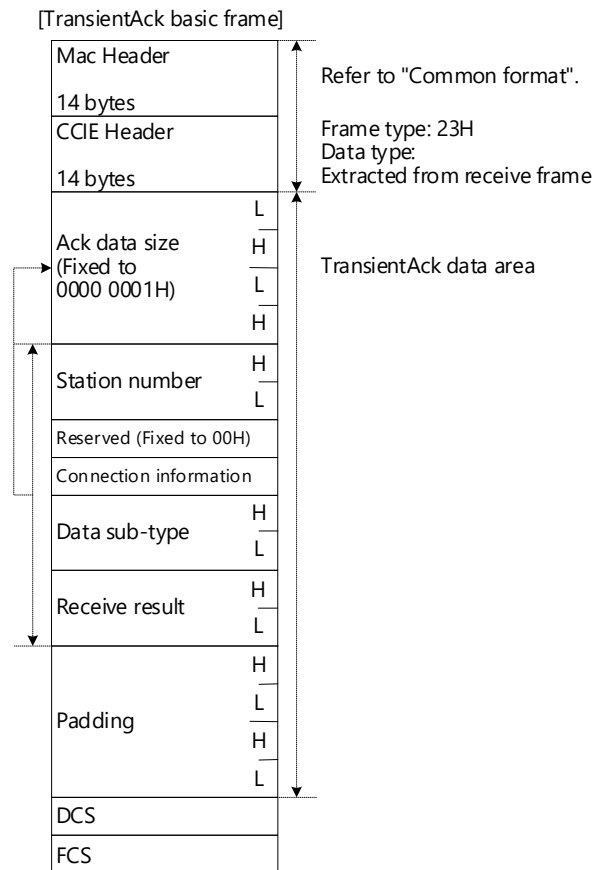 [TransientAck basic frame]
Mac Header
14 bytes
Refer to "Common format".
CCIE Header
14 bytes
Frame type: 23H
Data type:
Extracted from receive frame
L
Ack data size
H
(Fixed to
0000 0001H)
L
H
TransientAck data area
Station number
H
L
Reserved (Fixed to 00H)
Connection information
Data sub-type
H
L
Receive result
H
L
Padding
H
L
H
L
DCS
FCS